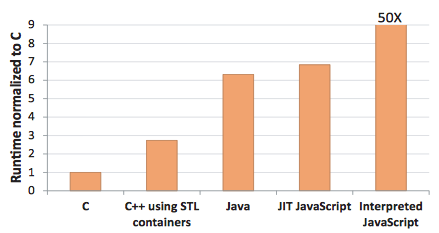 50X
Runtime normalized to C
9
8
7
6
5
4
3
2
1
0
C
C++ using STL
containers
Java
JIT JavaScript
Interpreted
JavaScript